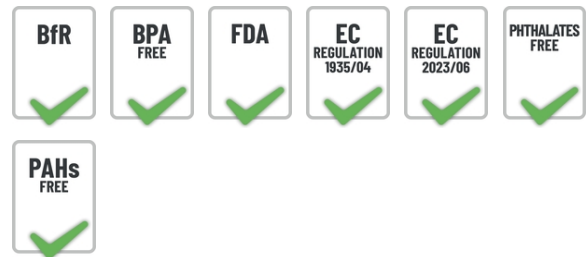 BfR
BPA
FREE
FDA
EC
REGULATION
1935/04
EC
REGULATION
2023/06
PHTHALATES
FREE
PAHs
FREE